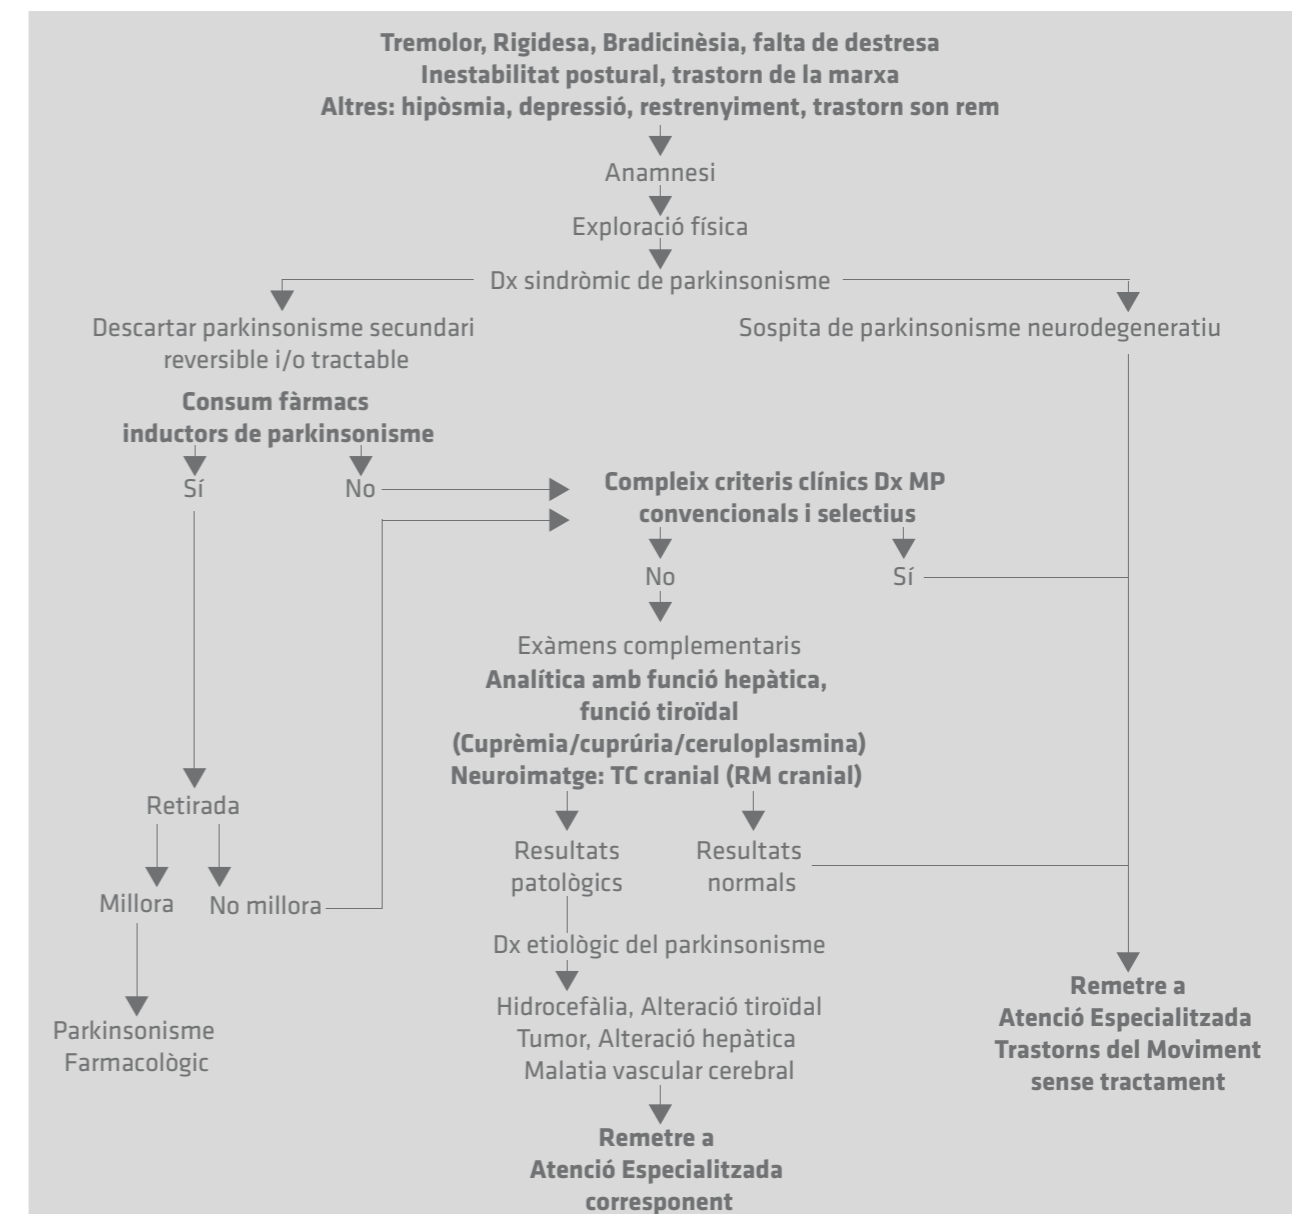 Tremolor, Rigidesa, Bradicinèsia, falta de destresa
Inestabilitat postural, trastorn de la marxa
Altres: hipòsmia, depressió, restrenyiment, trastorn son rem
Anamnesi
Exploració física
Dx sindròmic de parkinsonisme
Descartar parkinsonisme secundari
reversible i/o tractable
Sospita de parkinsonisme neurodegeneratiu
Consum fàrmacs
inductors de parkinsonisme
Sí
No
Compleix criteris clínics Dx MP
convencionals i selectius
No
Sí
Exàmens complementaris
Analítica amb funció hepàtica,
funció tiroïdal
(Cuprèmia/cuprúria/ceruloplasmina)
Neuroimatge: TC cranial (RM cranial)
Retirada
Millora
No millora
Parkinsonisme
Farmacològic
Resultats
patològics
Resultats
normals
Dx etiològic del parkinsonisme
Hidrocefàlia, Alteració tiroïdal
Tumor, Alteració hepàtica
Malatia vascular cerebral
Remetre a
Atenció Especialitzada
corresponent
Remetre a
Atenció Especialitzada
Trastorns del Moviment
sense tractament